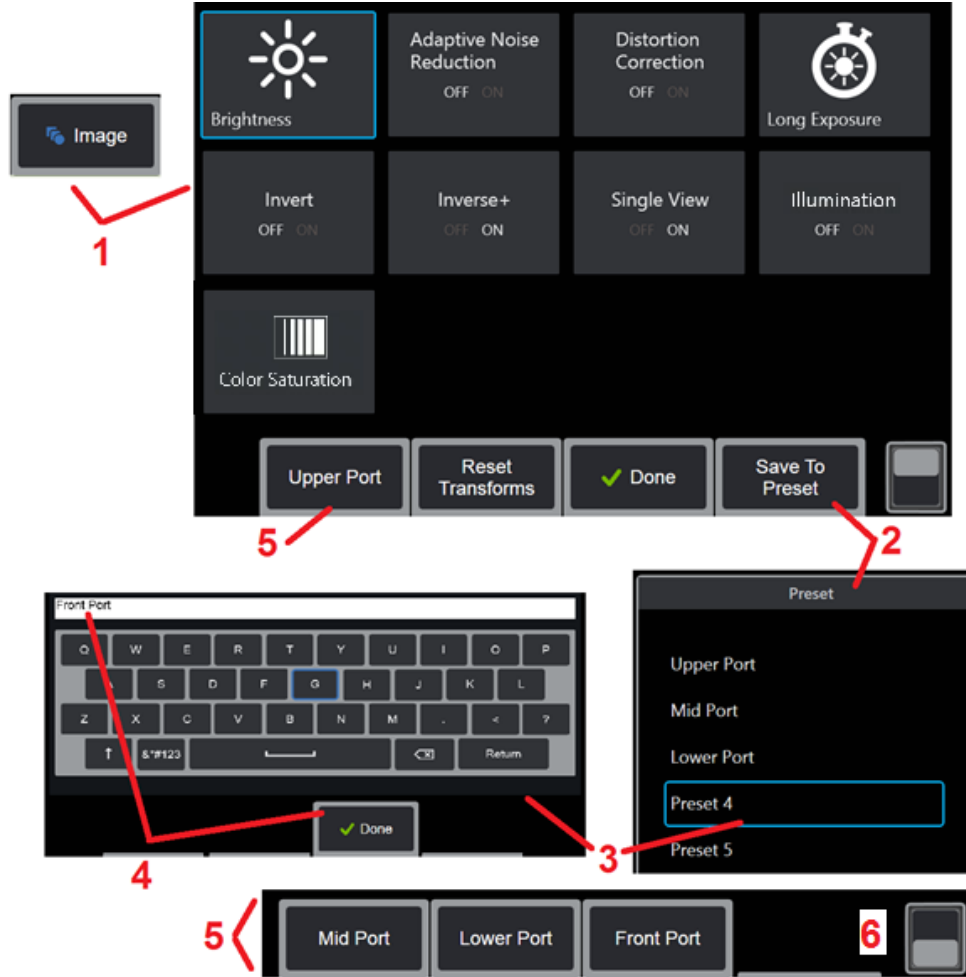 Image
1
Brightness
Adaptive Noise
Reduction
OFF ON
Distortion
Correction
OFF ON
Long Exposure
Invert
OFF ON
Inverse+
OFF ON
Single View
OFF ON
Illumination
OFF ON
Color Saturation
Upper Port
Reset
Transforms
Done
Save To
Preset
5
2
Front Port
Q W E R T Y U I O P
S D F G H J K L
Z X C V B N M . < ?
↑ &*#123 Return
Done
4
Preset
Upper Port
Mid Port
Lower Port
Preset 4
Preset 5
3
5
Mid Port
Lower Port
Front Port
6